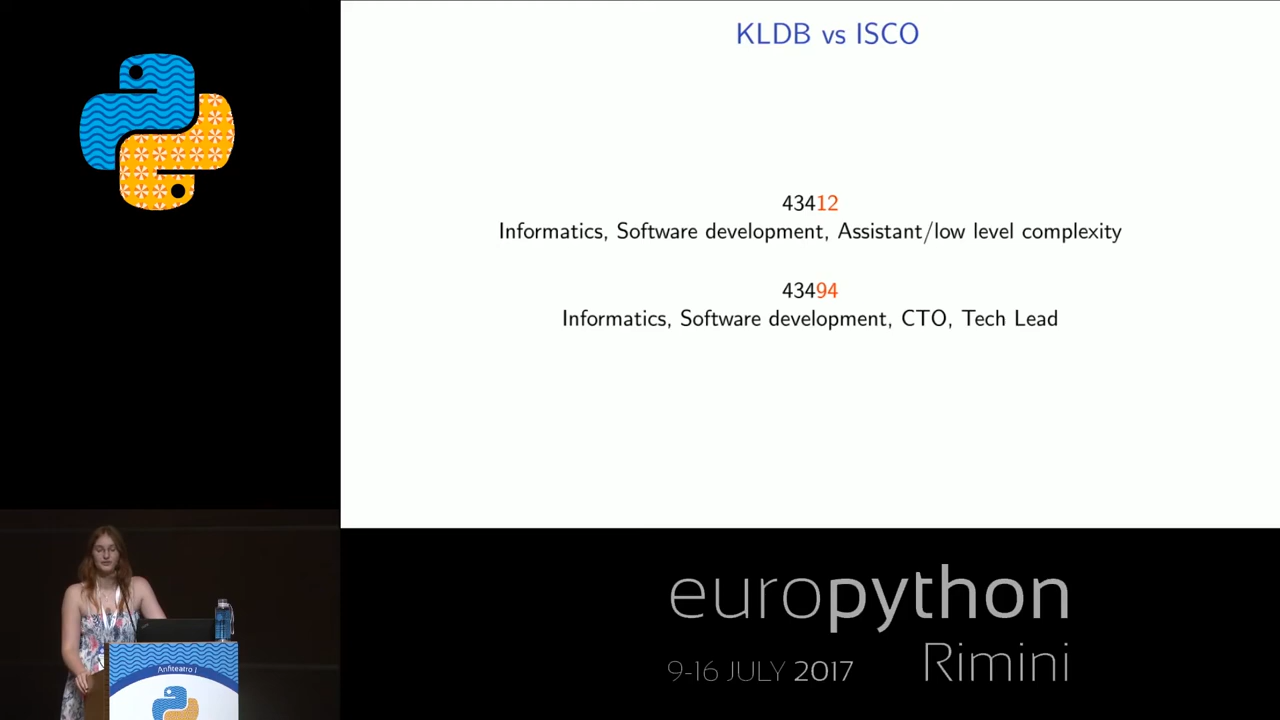 KLDB vs ISCO
43412
Informatics, Software development, Assistant/low level complexity
43494
Informatics, Software development, CTO, Tech Lead
Anfiteatro I
europython
Rimini
9-16 JULY 2017